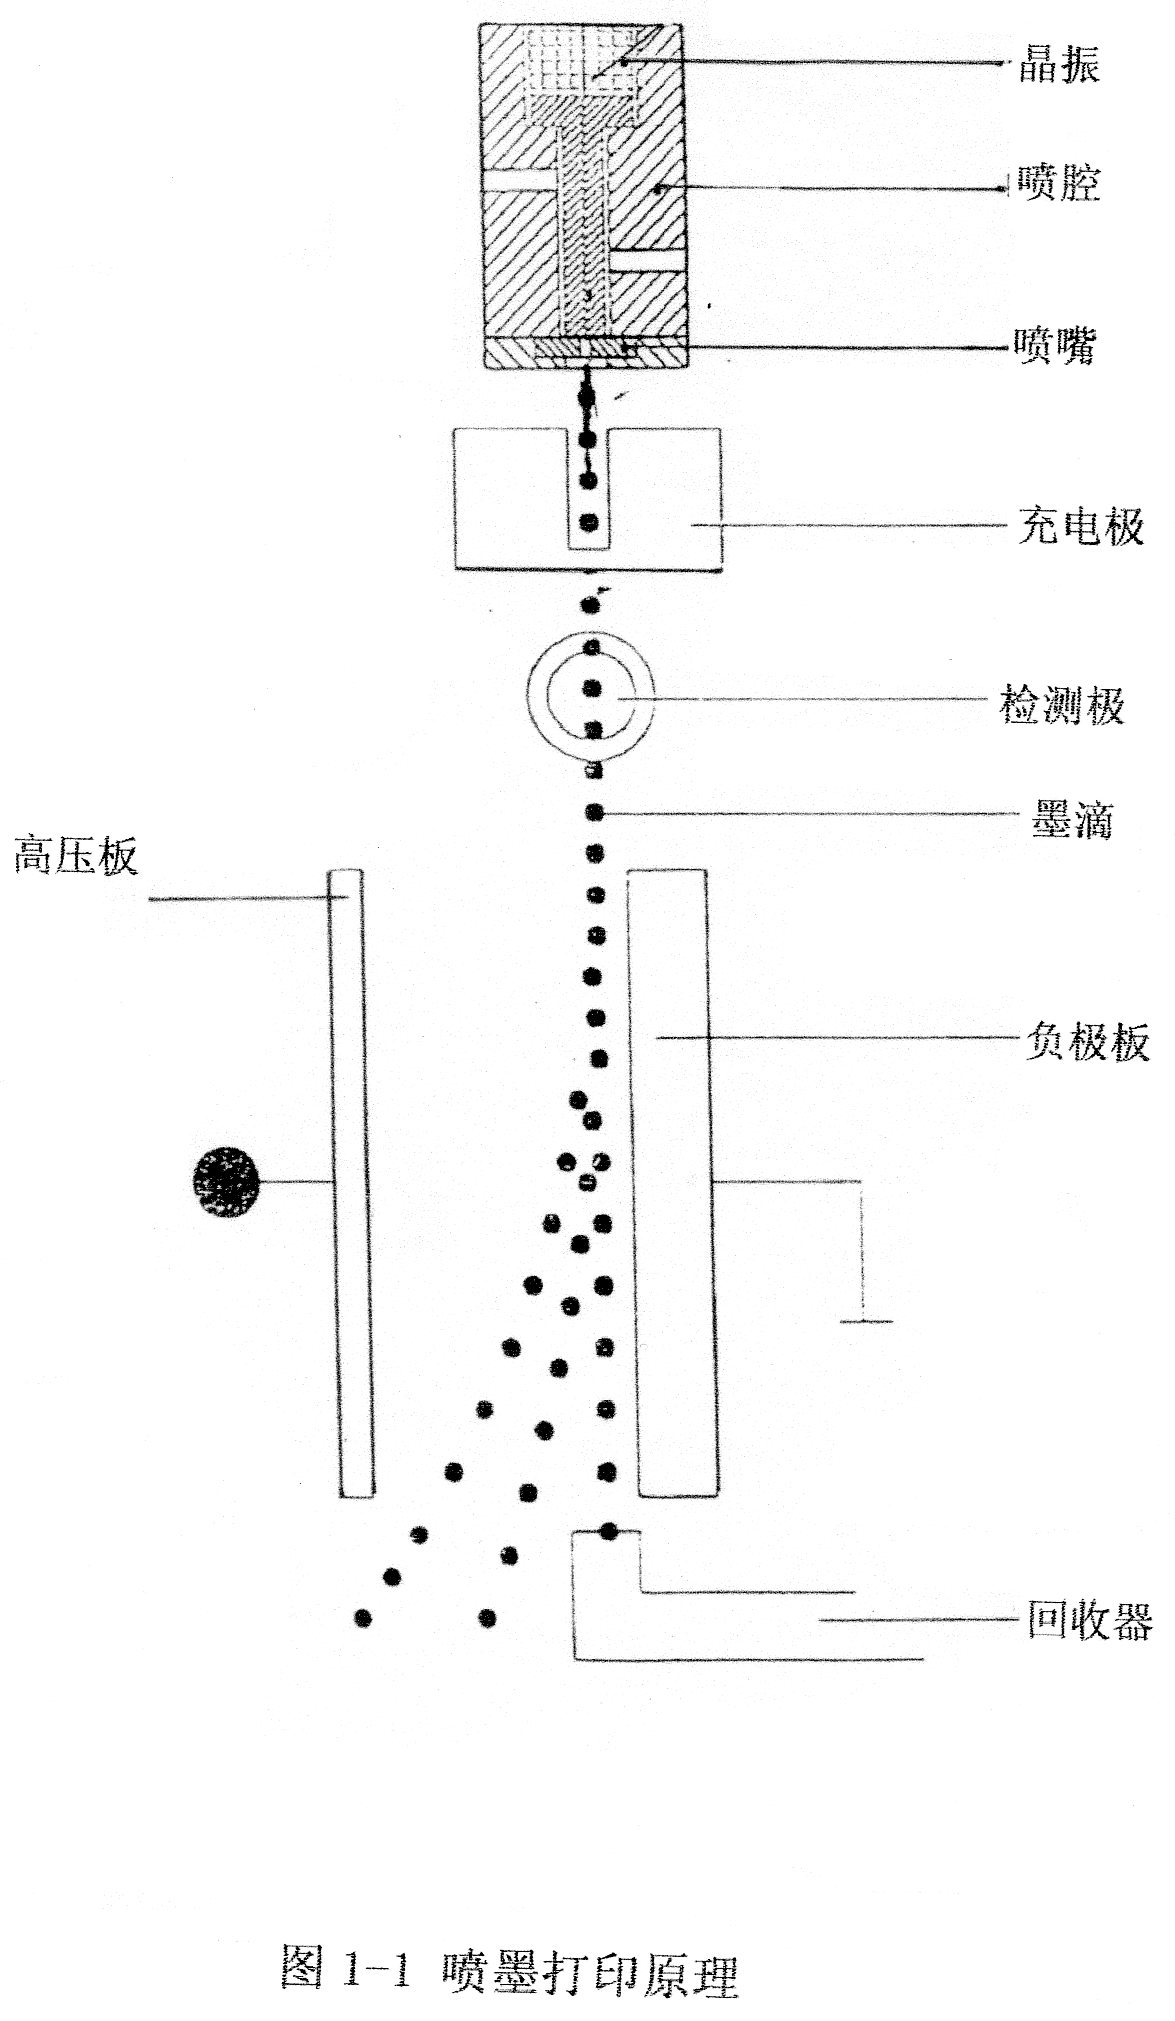 晶振
喷腔
喷嘴
充电极
检测极
墨滴
高压板
负极板
回收器
图 1-1 喷墨打印原理